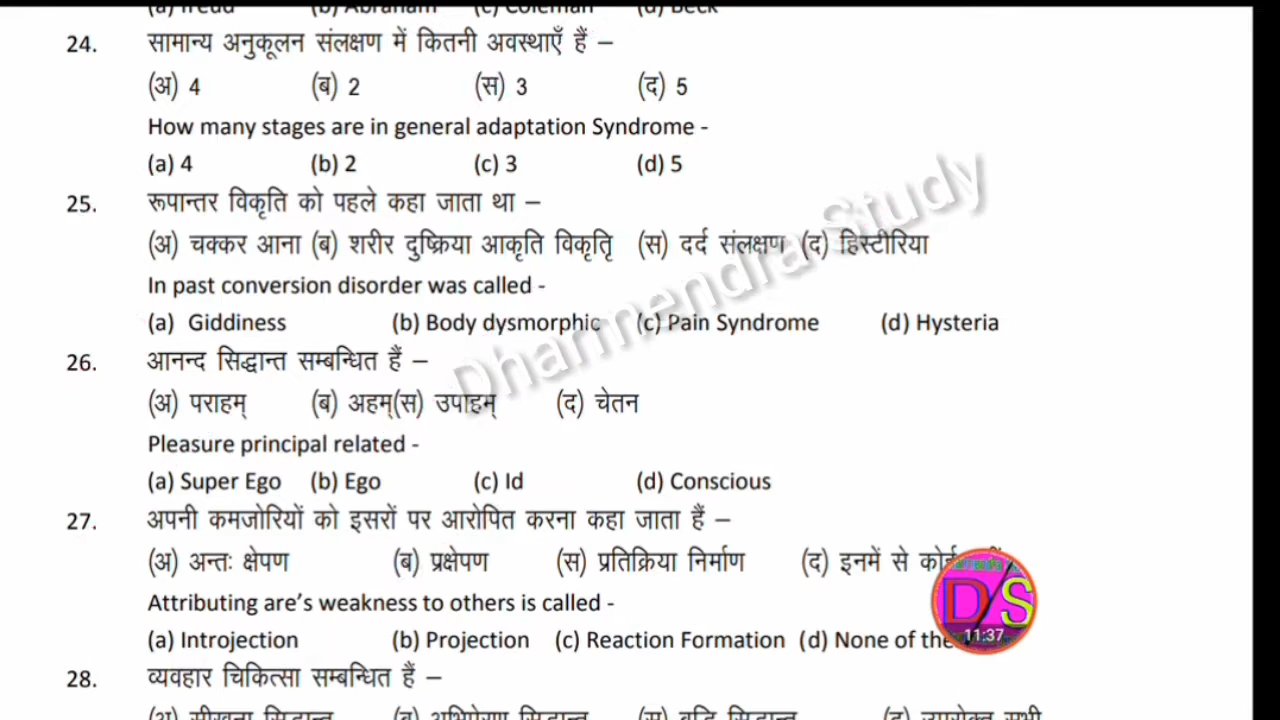 (a) Freud (b) Abraham (c) Coleman (d) Beck
24. सामान्य अनुकूलन संलक्षण में कितनी अवस्थाएँ हैं –
(अ) 4 (ब) 2 (स) 3 (द) 5
How many stages are in general adaptation Syndrome -
(a) 4 (b) 2 (c) 3 (d) 5
25. रूपान्तर विकृति को पहले कहा जाता था –
(अ) चक्कर आना (ब) शरीर दुष्क्रिया आकृति विकृति (स) दर्द संलक्षण (द) हिस्टीरिया
In past conversion disorder was called -
(a) Giddiness (b) Body dysmorphic (c) Pain Syndrome (d) Hysteria
26. आनन्द सिद्धान्त सम्बन्धित हैं –
(अ) पराहम् (ब) अहम्(स) उपाहम् (द) चेतन
Pleasure principal related -
(a) Super Ego (b) Ego (c) Id (d) Conscious
27. अपनी कमजोरियों को इसरों पर आरोपित करना कहा जाता हैं –
(अ) अन्तः क्षेपण (ब) प्रक्षेपण (स) प्रतिक्रिया निर्माण (द) इनमें से
Attributing are's weakness to others is called -
(a) Introjection (b) Projection (c) Reaction Formation (d) None of
28. व्यवहार चिकित्सा सम्बन्धित हैं –
Dharmendra Study
D/S
11:37